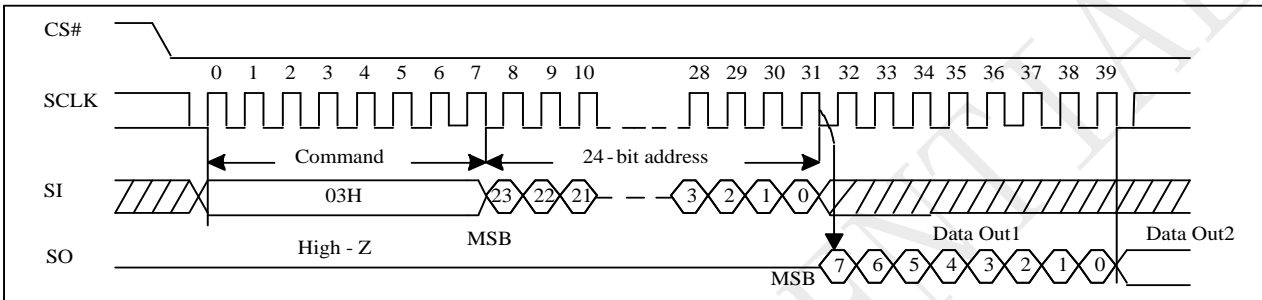 CS#
0 1 2 3 4 5 6 7 8 9 10 28 29 30 31 32 33 34 35 36 37 38 39
SCLK
Command 24-bit address
SI 03H 23 22 21 3 2 1 0
MSB Data Out1 Data Out2
High - Z
SO
MSB 7 6 5 4 3 2 1 0